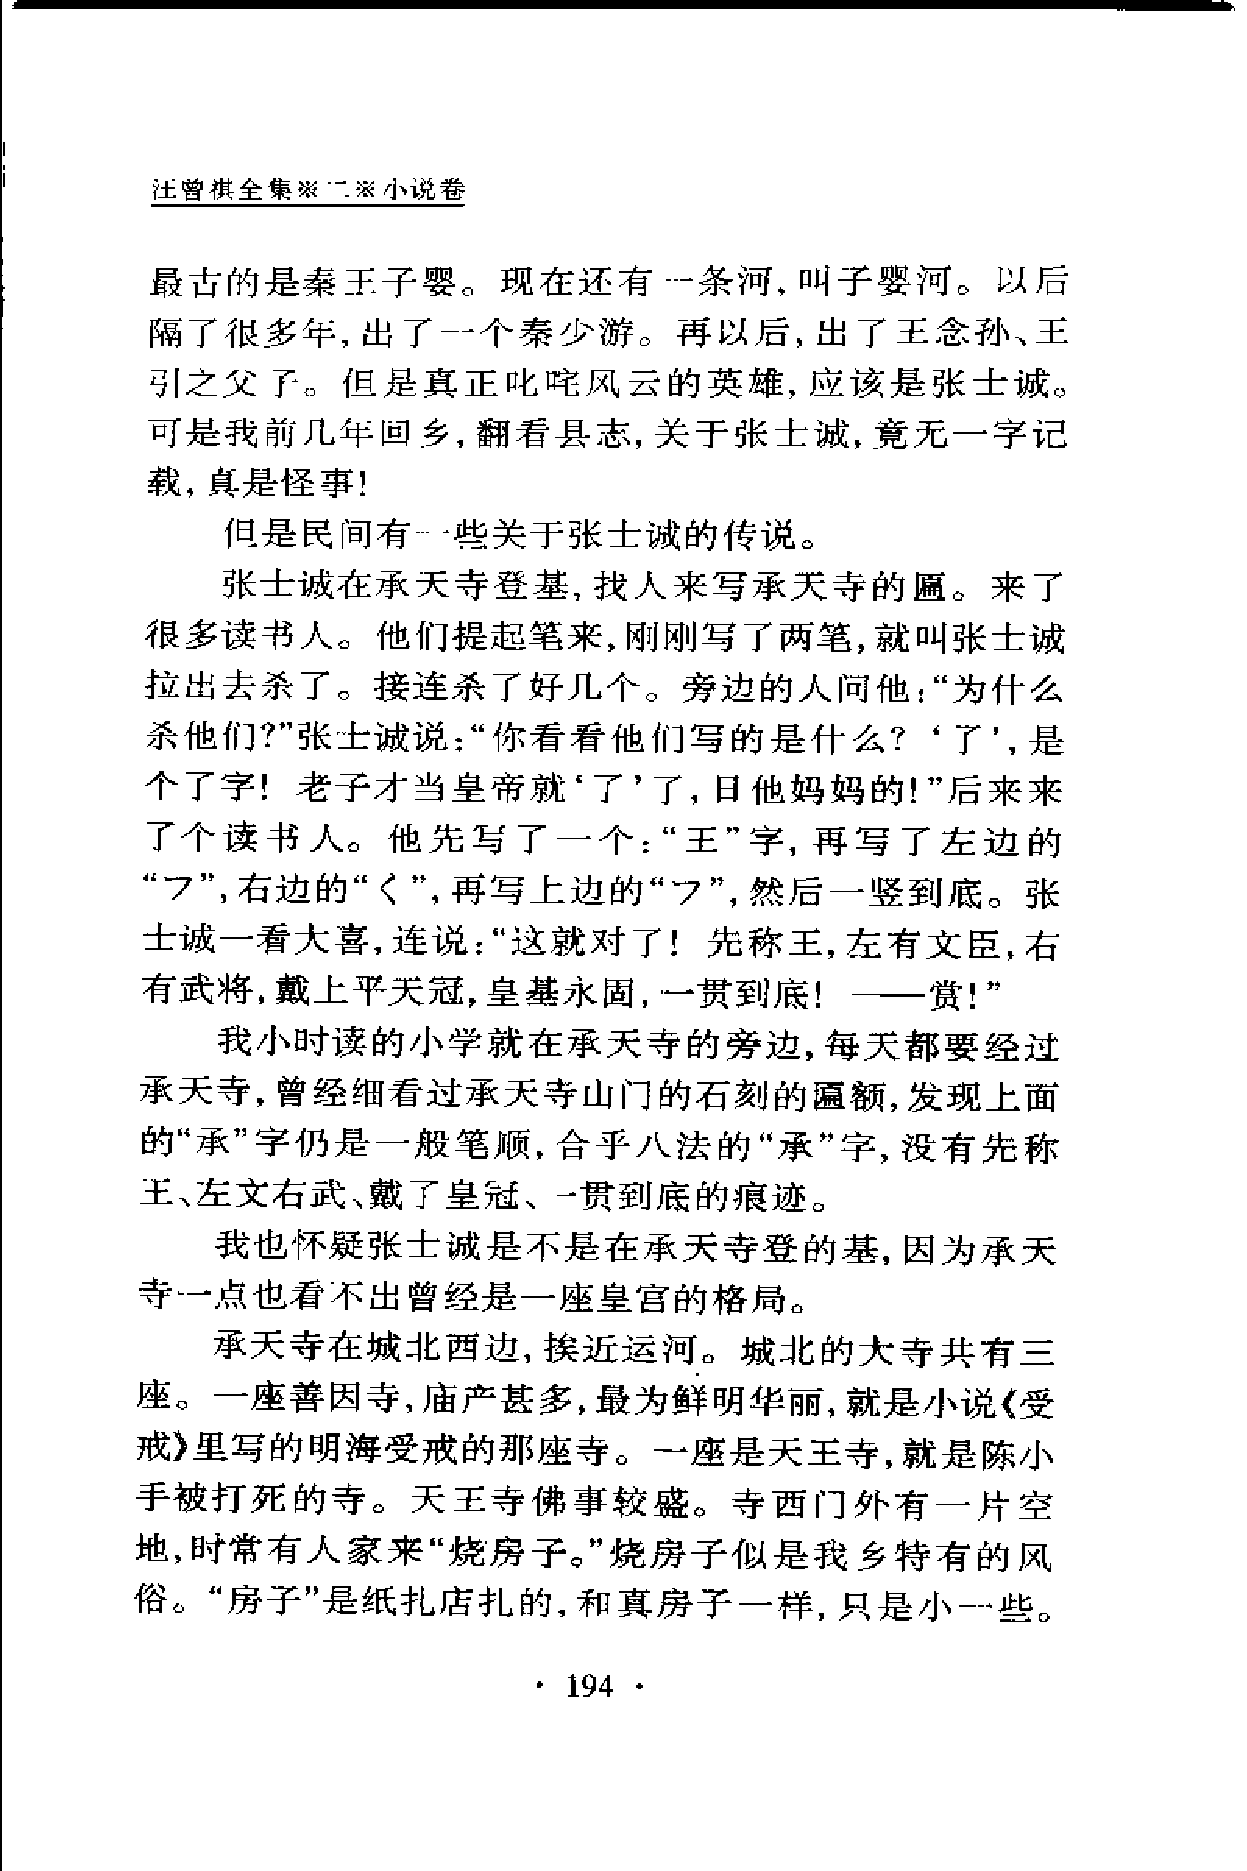 汪曾祺全集※二※小说卷
最古的是秦王子婴。现在还有一条河,叫子婴河。以后
隔了很多年,出了一个秦少游。再以后,出了王念孙、王
引之父子。但是真正叱咤风云的英雄,应该是张士诚。
可是我前几年回乡,翻看县志,关于张士诚,竟无一字记
载,真是怪事!
但是民间有一些关于张士诚的传说。
张士诚在承天寺登基,找人来写承天寺的匾。来了
很多读书人。他们提起笔来,刚刚写了两笔,就叫张士诚
拉出去杀了。接连杀了好几个。旁边的人问他:“为什么
杀他们?”张士诚说:“你看看他们写的是什么? ‘了’,是
个了字! 老子才当皇帝就‘了’了,日他妈妈的!”后来来
了个读书人。他先写了一个:“王”字,再写了左边的
“フ”,右边的“く”,再写上边的“フ”,然后一竖到底。张
士诚一看大喜,连说:“这就对了! 先称王,左有文臣,右
有武将,戴上平天冠,皇基永固,一贯到底! ——赏!”
我小时读的小学就在承天寺的旁边,每天都要经过
承天寺,曾经细看过承天寺山门的石刻的匾额,发现上面
的“承”字仍是一般笔顺,合乎八法的“承”字,没有先称
王、左文右武、戴了皇冠、一贯到底的痕迹。
我也怀疑张士诚是不是在承天寺登的基,因为承天
寺一点也看不出曾经是一座皇宫的格局。
承天寺在城北西边,挨近运河。城北的大寺共有三
座。一座善因寺,庙产甚多,最为鲜明华丽,就是小说《受
戒》里写的明海受戒的那座寺。一座是天王寺,就是陈小
手被打死的寺。天王寺佛事较盛。寺西门外有一片空
地,时常有人家来“烧房子。”烧房子似是我乡特有的风
俗。“房子”是纸扎店扎的,和真房子一样,只是小一些。
· 194 ·